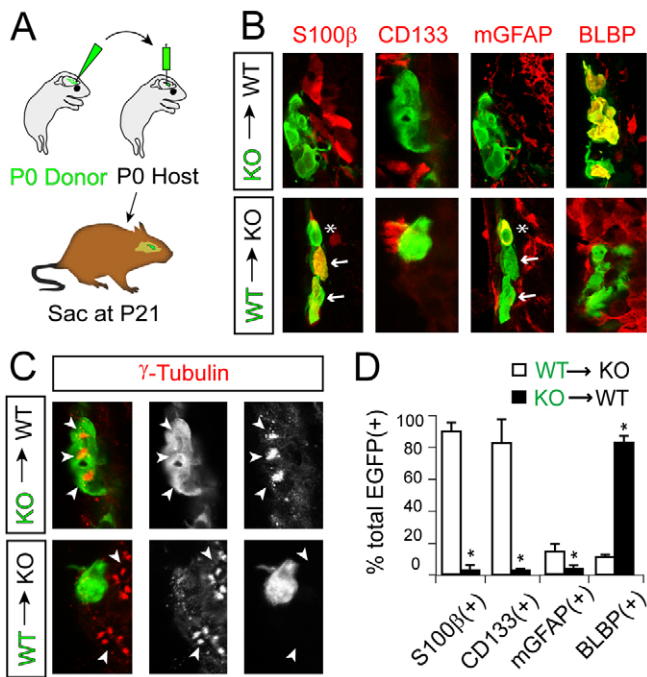 A
P0 Donor P0 Host
Sac at P21
B
S100β CD133 mGFAP BLBP
KO → WT
WT → KO
*
*
C
γ-Tubulin
KO → WT
WT → KO
D
WT → KO
KO → WT
% total EGFP(+)
100
80
60
40
20
0
*
*
*
*
S100β(+)
CD133(+)
mGFAP(+)
BLBP(+)